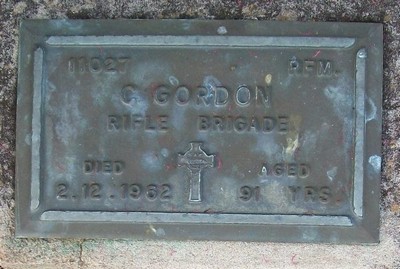 11027 RFM.
C GORDON
RIFLE BRIGADE
DIED AGED
2.12.1962 91 YRS.